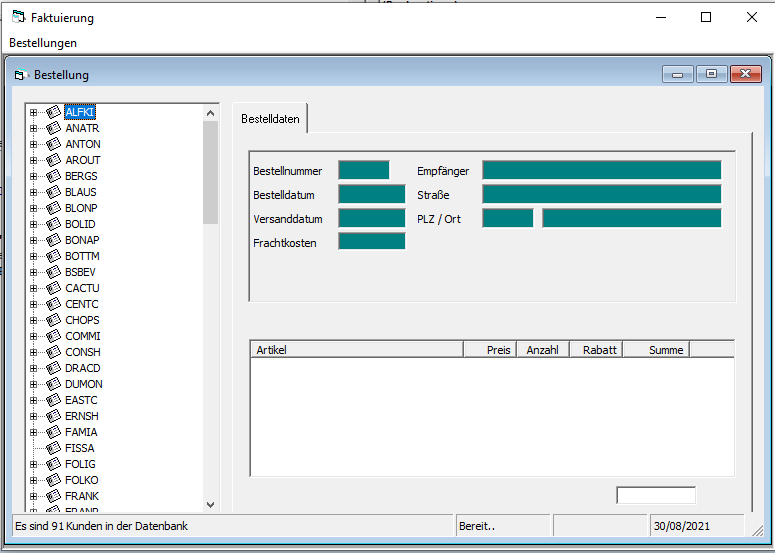 Faktuierung
Bestellungen
Bestellung
ALFKI
ANATR
ANTON
AROUT
BERGS
BLAUS
BLONP
BOLID
BONAP
BOTTM
BSBEV
CACTU
CENTC
CHOPS
COMMI
CONSH
DRACD
DUMON
EASTC
ERNSH
FAMIA
FISSA
FOLIG
FOLKO
FRANK
FRANR
Bestelldaten
Bestellnummer
Empfänger
Bestelldatum
Straße
Versanddatum
PLZ / Ort
Frachtkosten
Artikel Preis Anzahl Rabatt Summe
Es sind 91 Kunden in der Datenbank
Bereit..
30/08/2021